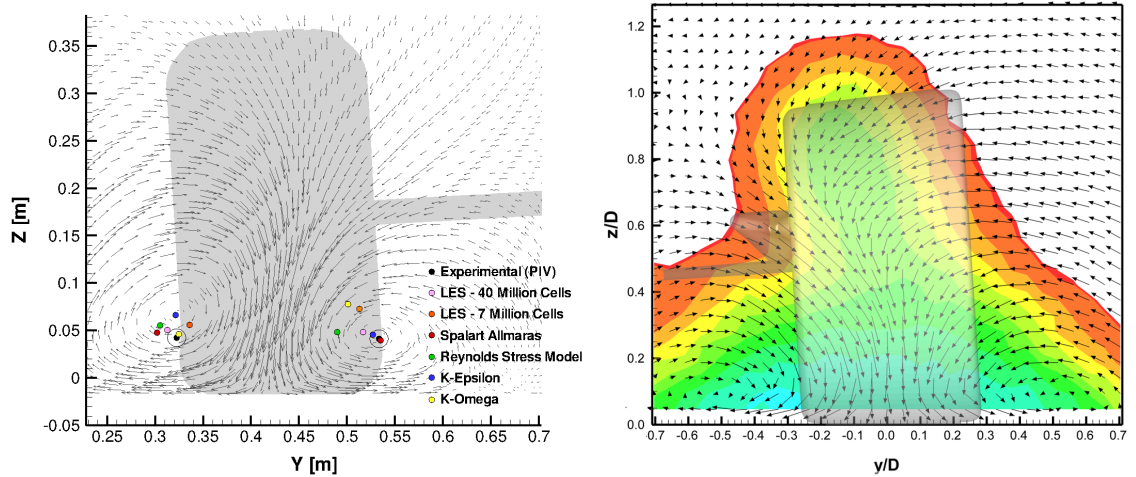 0.35
0.3
0.25
0.2
0.15
0.1
0.05
0
-0.05
Z [m]
0.25 0.3 0.35 0.4 0.45 0.5 0.55 0.6 0.65 0.7
Y [m]
Experimental (PIV)
LES - 40 Million Cells
LES - 7 Million Cells
Spalart Allmaras
Reynolds Stress Model
K-Epsilon
K-Omega
1.2
1.0
0.8
0.6
0.4
0.2
0.0
z/D
-0.7 -0.6 -0.5 -0.4 -0.3 -0.2 -0.1 0.0 0.1 0.2 0.3 0.4 0.5 0.6 0.7
y/D